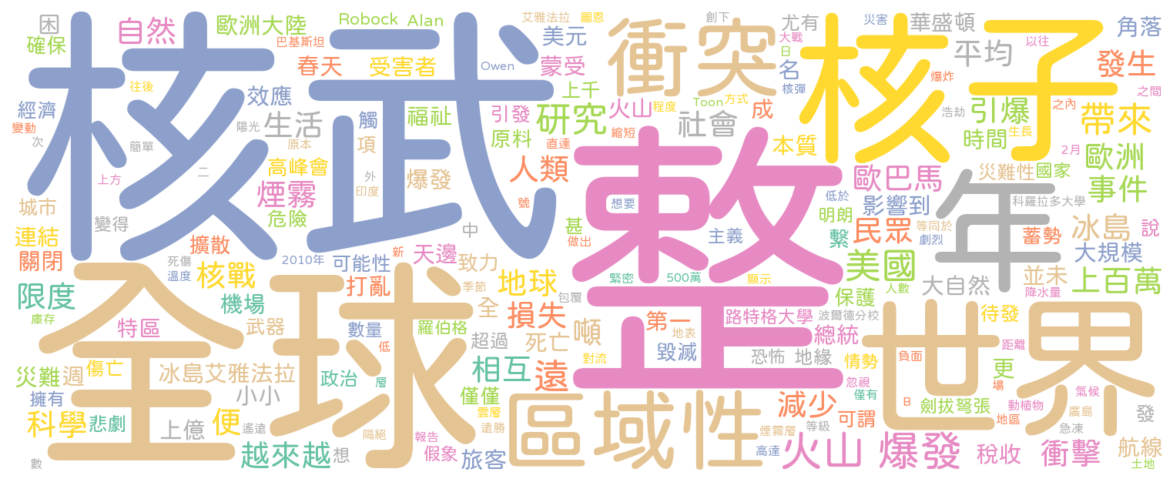 核武
整
核子
全球
世界
年
衝突
區域性
困
確保
自然
歐洲大陸
Robock
Alan
艾雅法拉
圖恩
創下
災害
以往
角落
尤有
大戰
日
華盛頓
平均
巴基斯坦
美元
春天
受害者
Owen
蒙受
名
核彈
爆炸
之內
之間
發生
經濟
往後
效應
變動
陽光
原本
生活
觸
福祉
引發
上千
火山
程度
Toon
方式
成
引爆
浩劫
帶來
原料
研究
縮短
社會
本質
時間
生長
次
簡單
二
項
直達
2月
歐洲
上方
高峰會
煙霧
外
印度
爆發
人類
歐巴馬
災難性
國家
事件
城市
危險
號
想要
低於
影響到
科羅拉多大學
變得
中
甚
明朗
等同於
說
連結
擴散
做出
主義
繫
民眾
劇烈
蓄勢
冰島
關閉
死傷
溫度
核戰
2010年
新
可能性
天邊
致力
緊密
500萬
顯示
美國
人數
並未
大規模
打亂
季節
地球
包覆
保護
大自然
降水量
上百萬
限度
庫存
機場
特區
武器
數量
羅伯格
全
損失
第一
路特格大學
波爾德分校
總統
待發
超過
死亡
噸
地表
低
毀滅
恐怖
地緣
情勢
負面
距離
傷亡
災難
週
冰島艾雅法拉
政治
層
相互
遠
對流
忽視
場
更
氣候
擁有
小小
僅僅
雲層
減少
僅有
日
動植物
科學
悲劇
上億
便
遙遠
遠勝
等級
可謂
劍拔弩張
地區
廣島
發
煙霧層
急凍
越來越
想
隔絕
報告
假象
旅客
高達
火山
爆發
稅收
衝擊
航線
土地
數